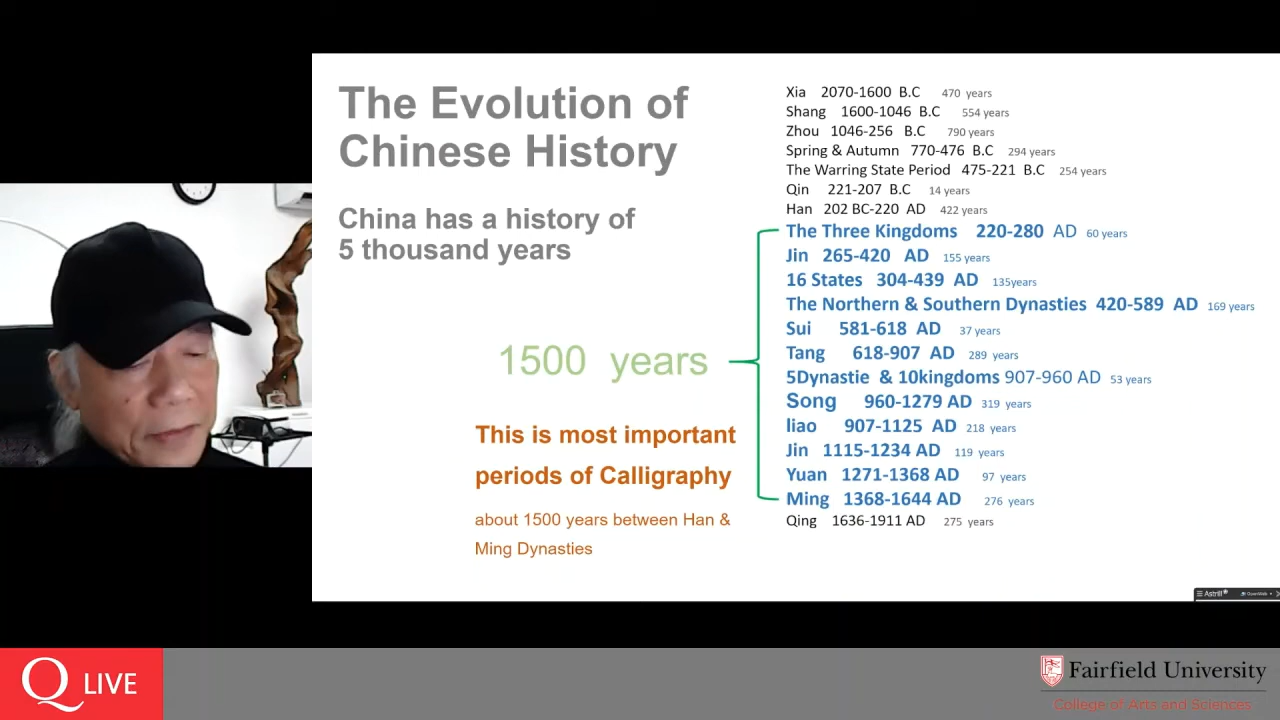 The Evolution of
Chinese History
China has a history of
5 thousand years
1500 years
This is most important
periods of Calligraphy
about 1500 years between Han &
Ming Dynasties
Xia 2070-1600 B.C 470 years
Shang 1600-1046 B.C 554 years
Zhou 1046-256 B.C 790 years
Spring & Autumn 770-476 B.C 294 years
The Warring State Period 475-221 B.C 254 years
Qin 221-207 B.C 14 years
Han 202 BC-220 AD 422 years
The Three Kingdoms 220-280 AD 60 years
Jin 265-420 AD 155 years
16 States 304-439 AD 135years
The Northern & Southern Dynasties 420-589 AD 169 years
Sui 581-618 AD 37 years
Tang 618-907 AD 289 years
5Dynastie & 10kingdoms 907-960 AD 53 years
Song 960-1279 AD 319 years
liao 907-1125 AD 218 years
Jin 1115-1234 AD 119 years
Yuan 1271-1368 AD 97 years
Ming 1368-1644 AD 276 years
Qing 1636-1911 AD 275 years
Astrill OpenWeb
Q LIVE
Fairfield University
College of Arts and Sciences